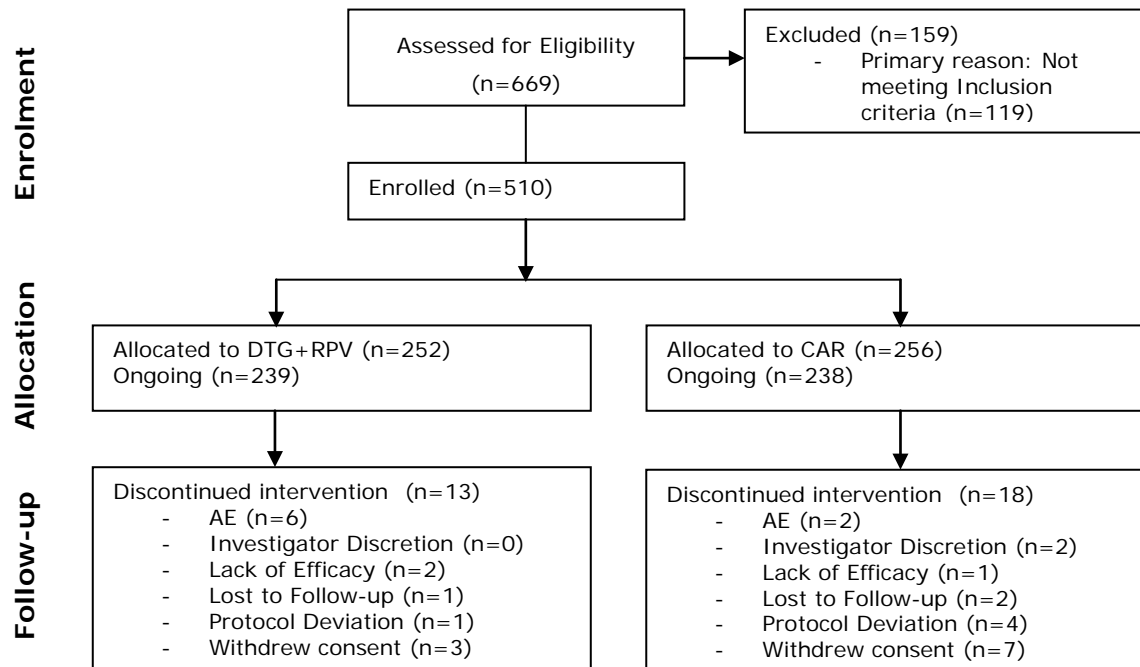 Enrolment
Assessed for Eligibility
(n=669)
Excluded (n=159)
- Primary reason: Not
meeting Inclusion
criteria (n=119)
Enrolled (n=510)
Allocation
Allocated to DTG+RPV (n=252)
Ongoing (n=239)
Allocated to CAR (n=256)
Ongoing (n=238)
Follow-up
Discontinued intervention (n=13)
- AE (n=6)
- Investigator Discretion (n=0)
- Lack of Efficacy (n=2)
- Lost to Follow-up (n=1)
- Protocol Deviation (n=1)
- Withdrew consent (n=3)
Discontinued intervention (n=18)
- AE (n=2)
- Investigator Discretion (n=2)
- Lack of Efficacy (n=1)
- Lost to Follow-up (n=2)
- Protocol Deviation (n=4)
- Withdrew consent (n=7)